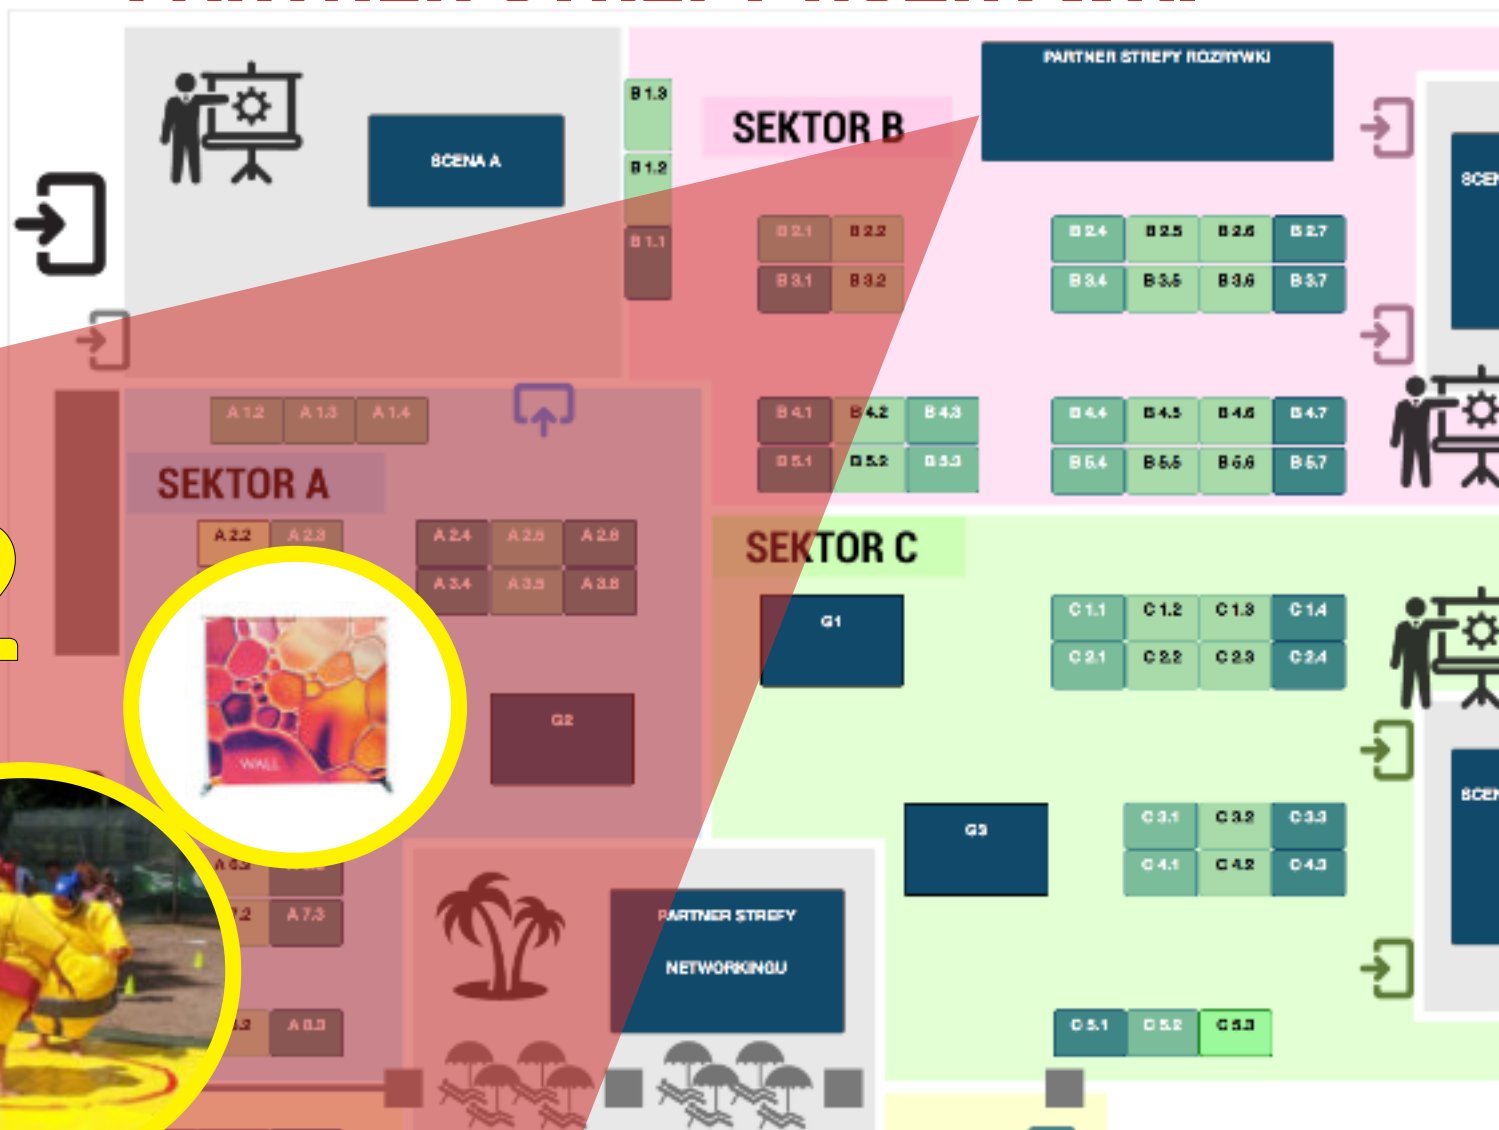 PARTNER STREFY ROZRYWKI
B 1.3
SEKTOR B
SCENA A
B 1.2
B 1.1
B 2.1 B 2.2 B 2.4 B 2.5 B 2.6 B 2.7
B 3.1 B 3.2 B 3.4 B 3.5 B 3.6 B 3.7
A 1.2 A 1.3 A 1.4
B 4.1 B 4.2 B 4.3 B 4.4 B 4.5 B 4.6 B 4.7
B 5.1 B 5.2 B 5.3 B 5.4 B 5.5 B 5.6 B 5.7
SEKTOR A
A 2.2 A 2.3 A 2.4 A 2.5 A 2.6
SEKTOR C
A 3.4 A 3.5 A 3.6
C 1.1 C 1.2 C 1.3 C 1.4
G1
C 2.1 C 2.2 C 2.3 C 2.4
G2
WALL
C 3.1 C 3.2 C 3.3
G3
C 4.1 C 4.2 C 4.3
A 7.3
PARTNER STREFY
NETWORKINGU
A 8.3
C 5.1 C 5.2 C 5.3